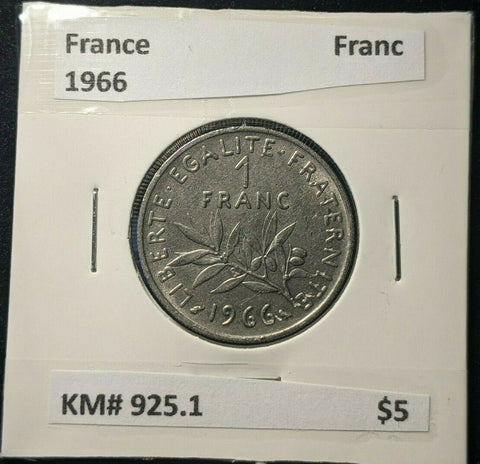 France Franc
1966
LIBERTE · EGALITE · FRATERNITE
1
FRANC
1966
KM# 925.1 $5